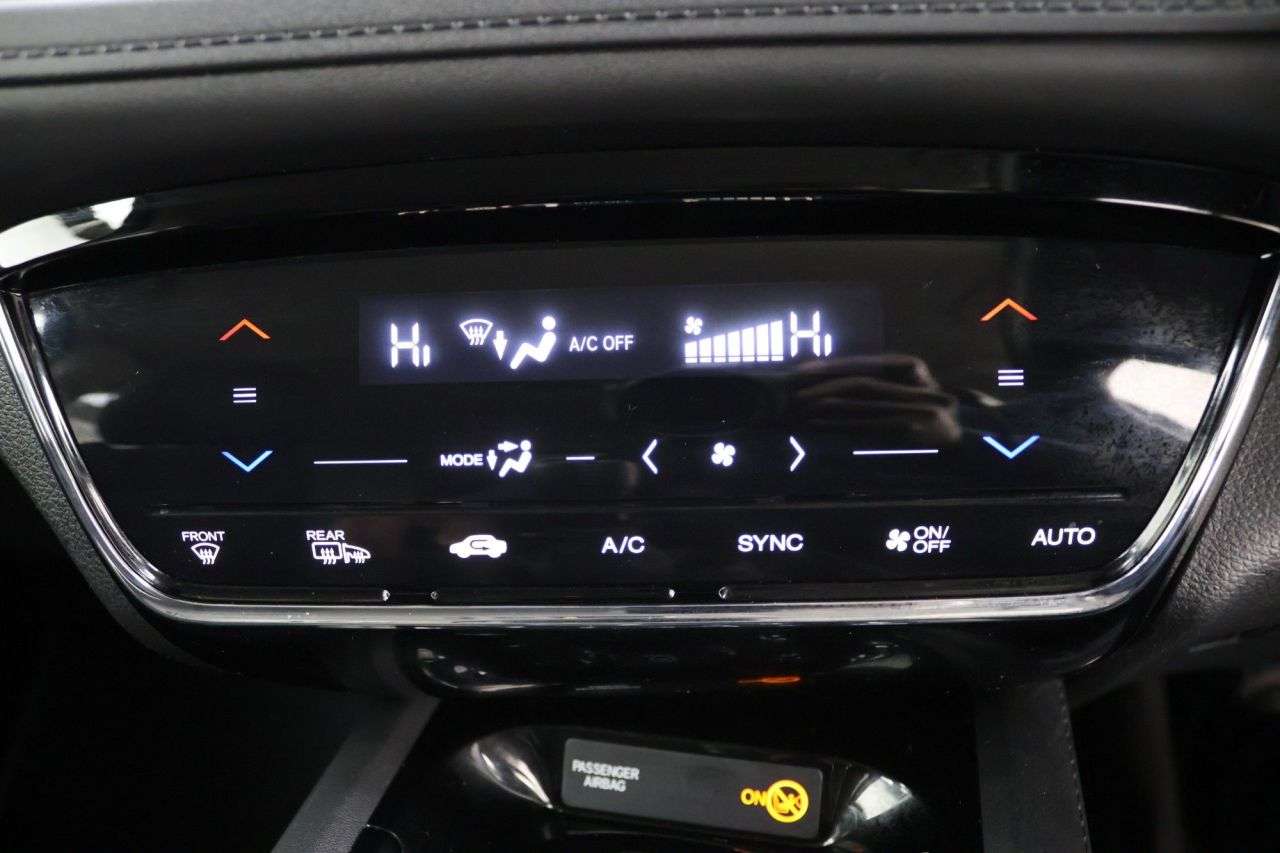 Hi A/C OFF Hi
MODE
FRONT REAR A/C SYNC ON/ AUTO
OFF
PASSENGER
AIRBAG
ON